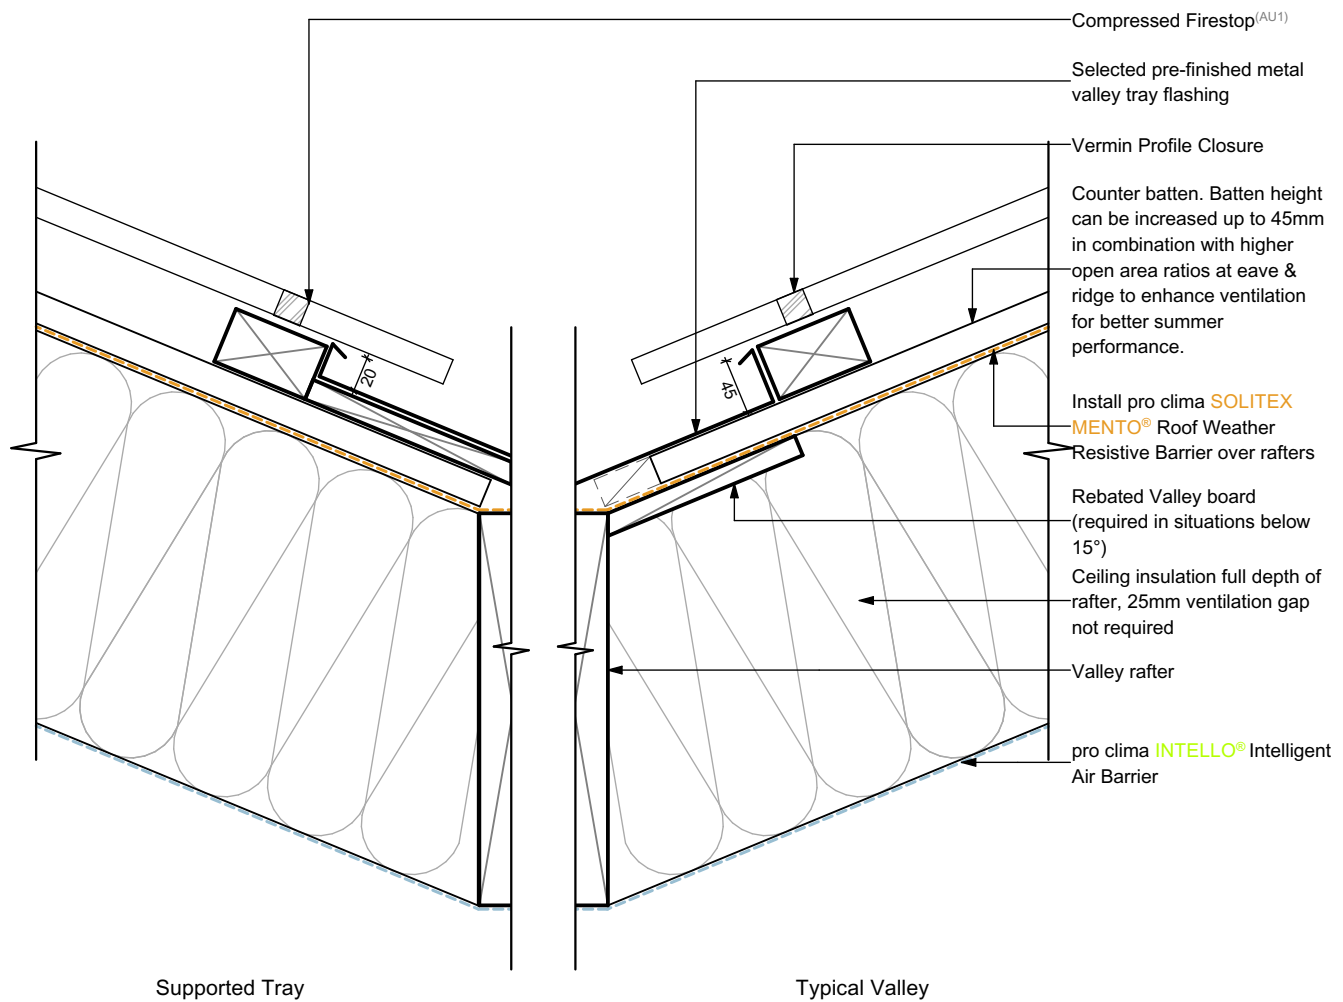 Compressed Firestop(AU1)
Selected pre-finished metal
valley tray flashing
Vermin Profile Closure
Counter batten. Batten height
can be increased up to 45mm
in combination with higher
open area ratios at eave &
ridge to enhance ventilation
for better summer
performance.
20
45
Install pro clima SOLITEX
MENTO® Roof Weather
Resistive Barrier over rafters
Rebated Valley board
(required in situations below
15°)
Ceiling insulation full depth of
rafter, 25mm ventilation gap
not required
Valley rafter
pro clima INTELLO® Intelligent
Air Barrier
Supported Tray
Typical Valley